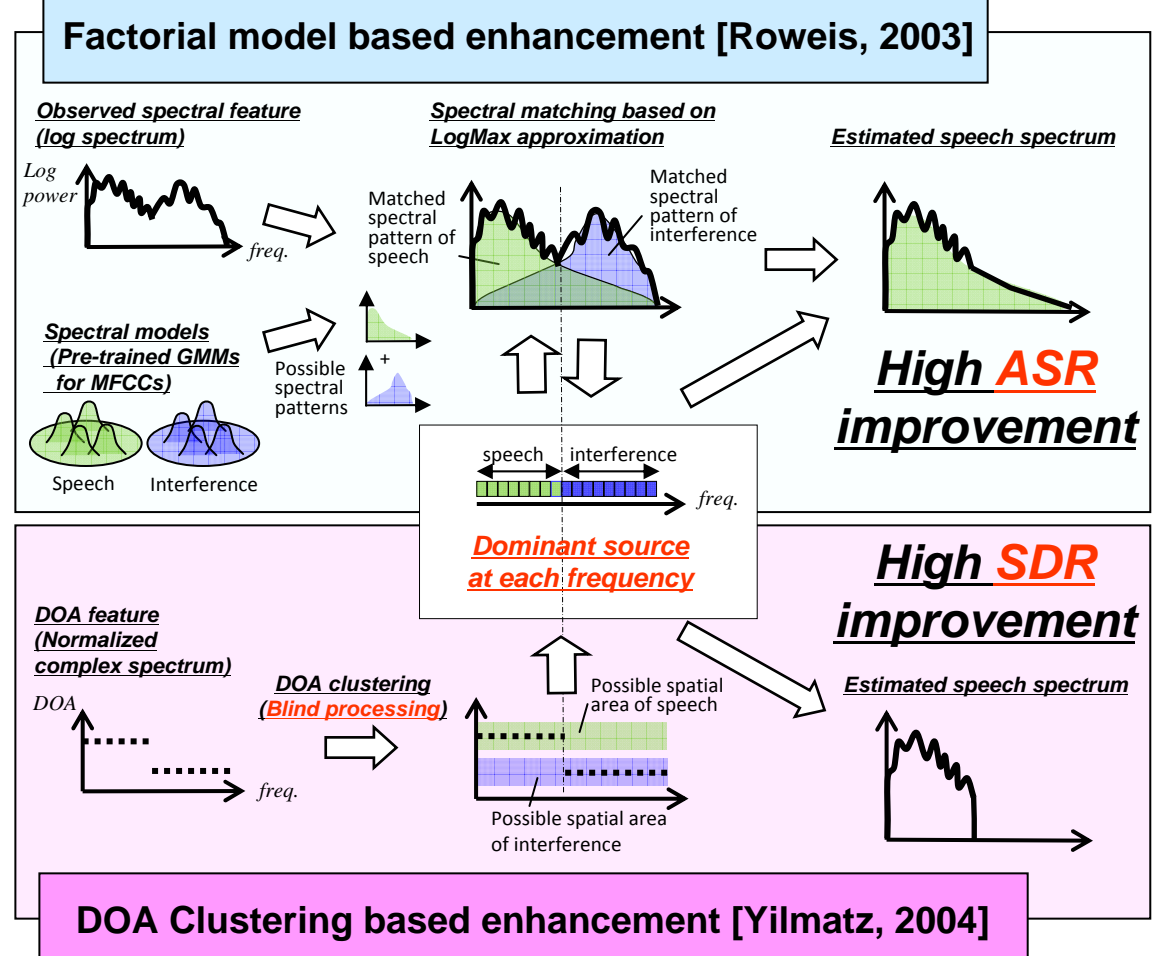 Factorial model based enhancement [Roweis, 2003]
Observed spectral feature
(log spectrum)
Log
power
freq.
Spectral matching based on
LogMax approximation
Matched
spectral
pattern of
speech
Matched
spectral
pattern of
interference
Estimated speech spectrum
Spectral models
(Pre-trained GMMs
for MFCCs)
Speech
Interference
Possible
spectral
patterns
+
High ASR
improvement
speech
interference
freq.
Dominant source
at each frequency
High SDR
improvement
DOA feature
(Normalized
complex spectrum)
DOA
freq.
DOA clustering
(Blind processing)
Possible spatial
area of speech
Possible spatial area
of interference
Estimated speech spectrum
DOA Clustering based enhancement [Yilmatz, 2004]